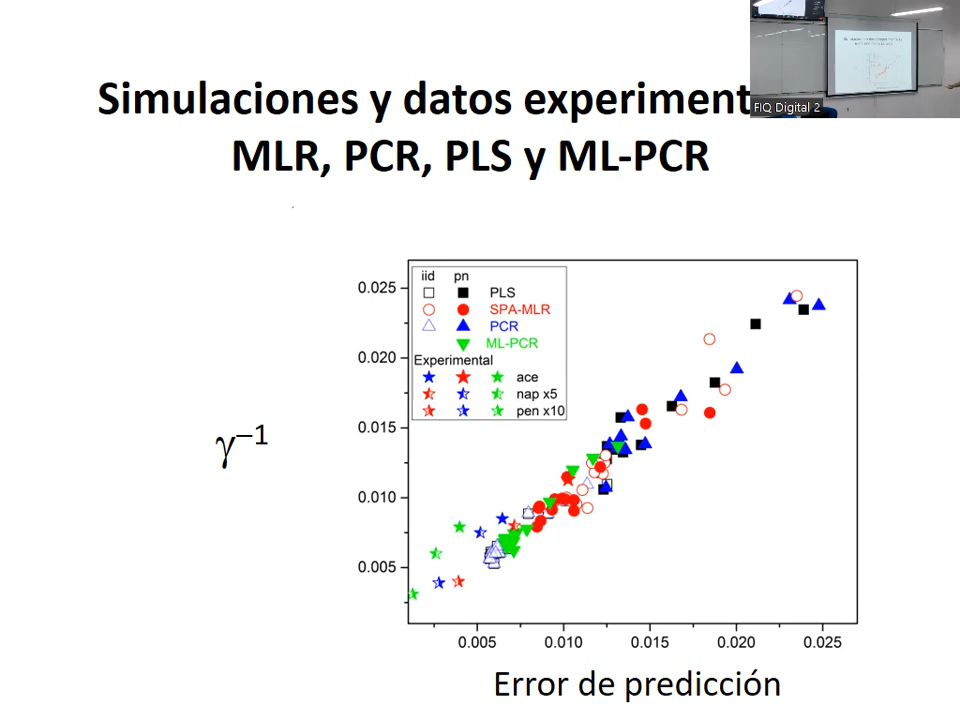 Simulaciones y datos experiment
MLR, PCR, PLS y ML-PCR
FIQ Digital 2
iid pn
PLS
SPA-MLR
PCR
ML-PCR
Experimental
ace
nap x5
pen x10
0.025
0.020
0.015
0.010
0.005
γ⁻¹
0.005 0.010 0.015 0.020 0.025
Error de predicción